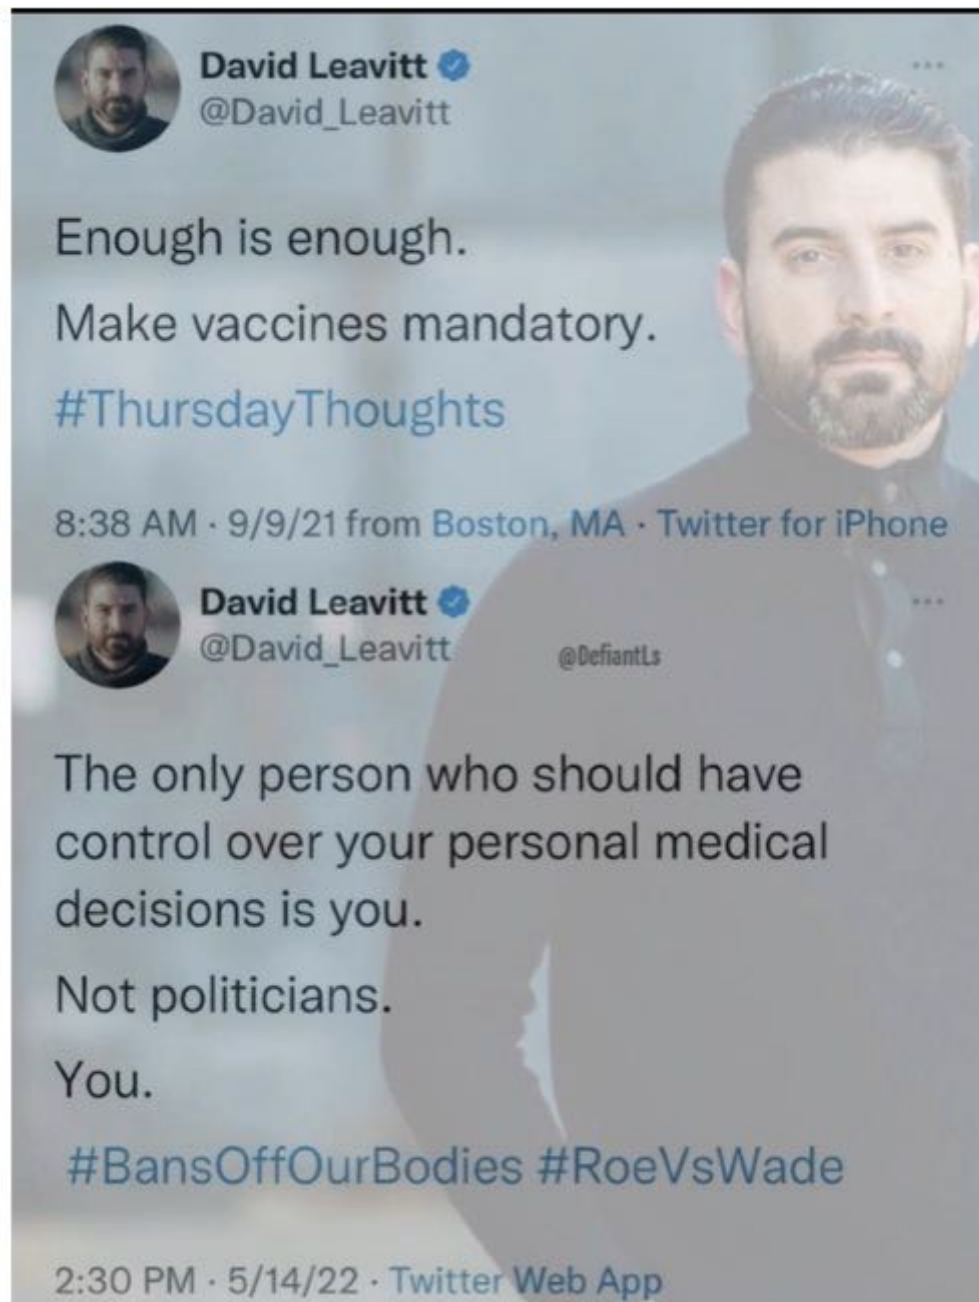 David Leavitt
@David_Leavitt
Enough is enough.
Make vaccines mandatory.
#ThursdayThoughts
8:38 AM · 9/9/21 from Boston, MA · Twitter for iPhone
David Leavitt
@David_Leavitt
@DefiantLs
The only person who should have
control over your personal medical
decisions is you.
Not politicians.
You.
#BansOffOurBodies #RoeVsWade
2:30 PM · 5/14/22 · Twitter Web App